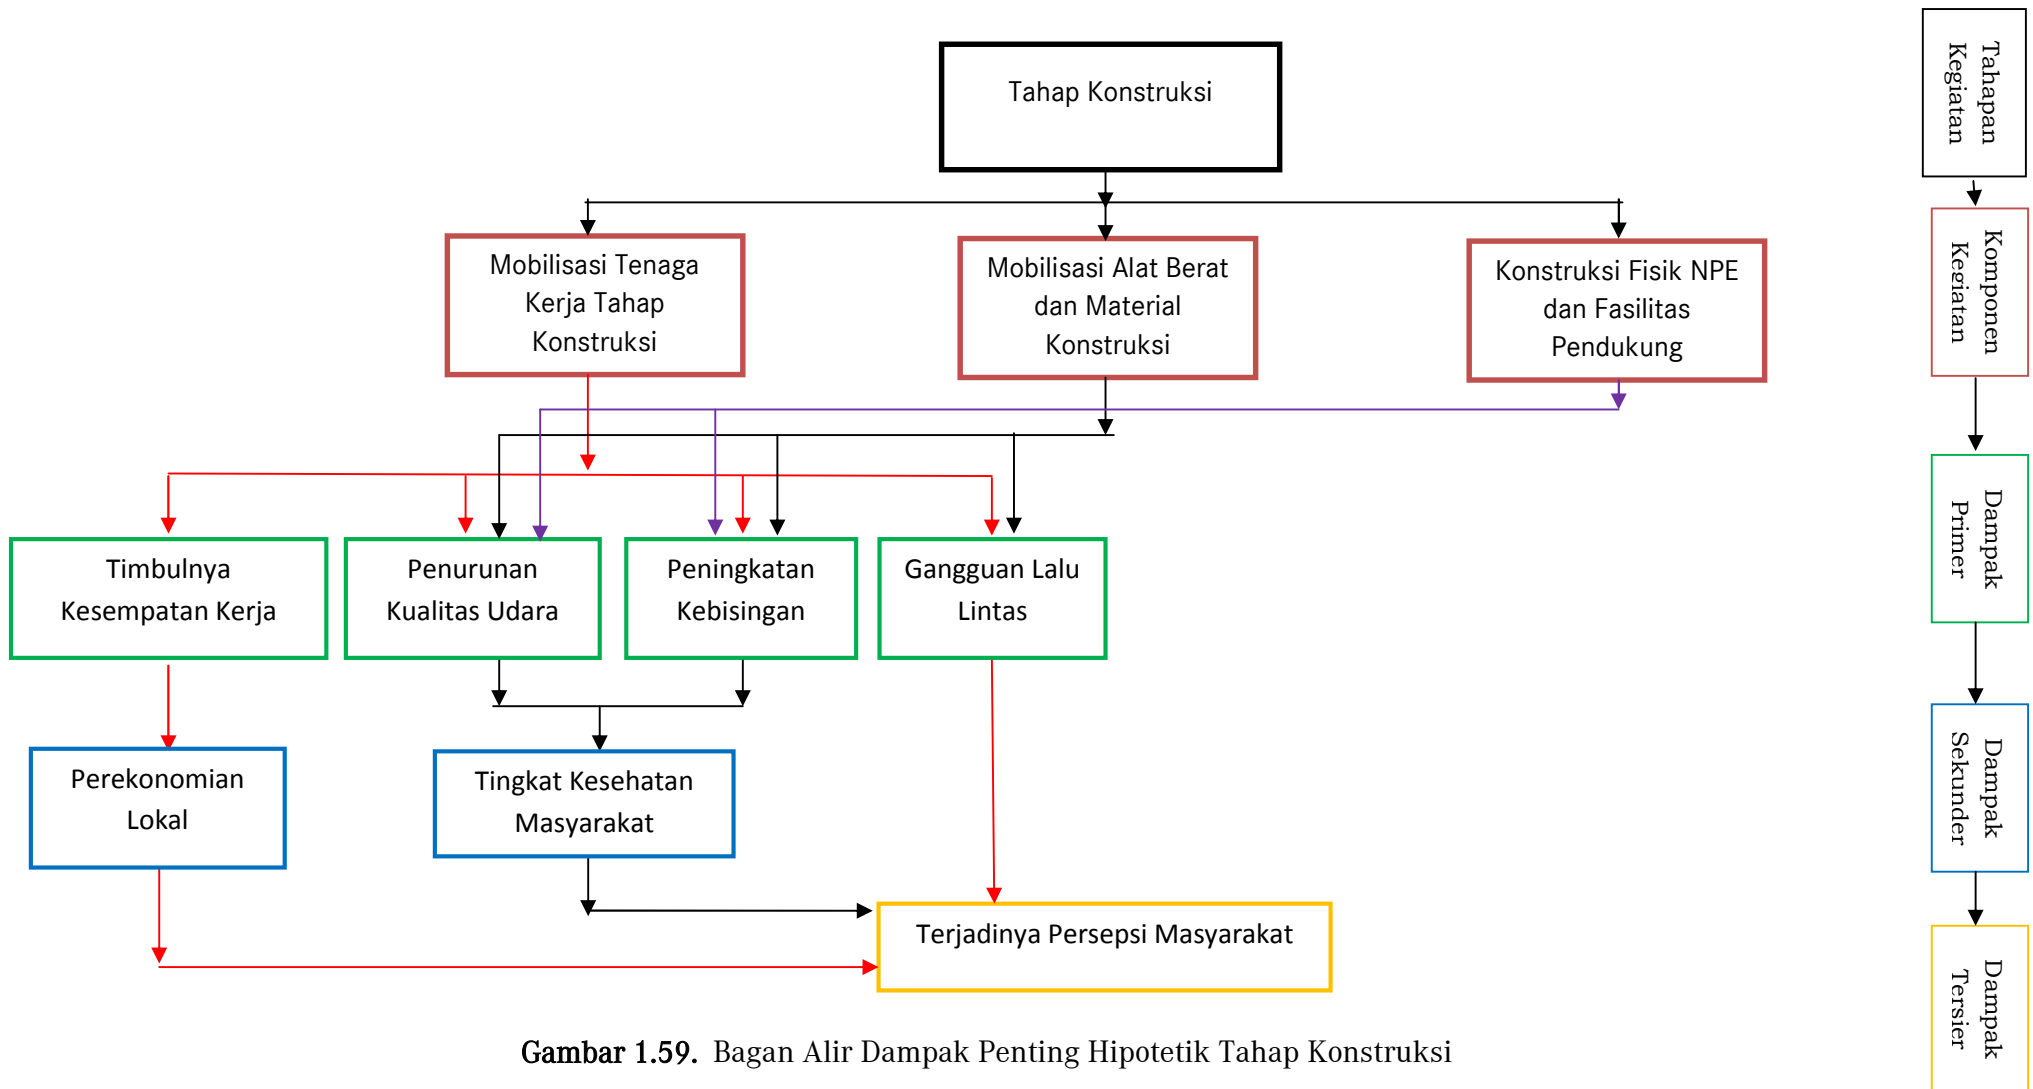 Tahap Konstruksi
Mobilisasi Tenaga
Kerja Tahap
Konstruksi
Mobilisasi Alat Berat
dan Material
Konstruksi
Konstruksi Fisik NPE
dan Fasilitas
Pendukung
Timbulnya
Kesempatan Kerja
Penurunan
Kualitas Udara
Peningkatan
Kebisingan
Gangguan Lalu
Lintas
Perekonomian
Lokal
Tingkat Kesehatan
Masyarakat
Terjadinya Persepsi Masyarakat
Tahapan
Kegiatan
Komponen
Kegiatan
Dampak
Primer
Dampak
Sekunder
Dampak
Tersier
Gambar 1.59. Bagan Alir Dampak Penting Hipotetik Tahap Konstruksi